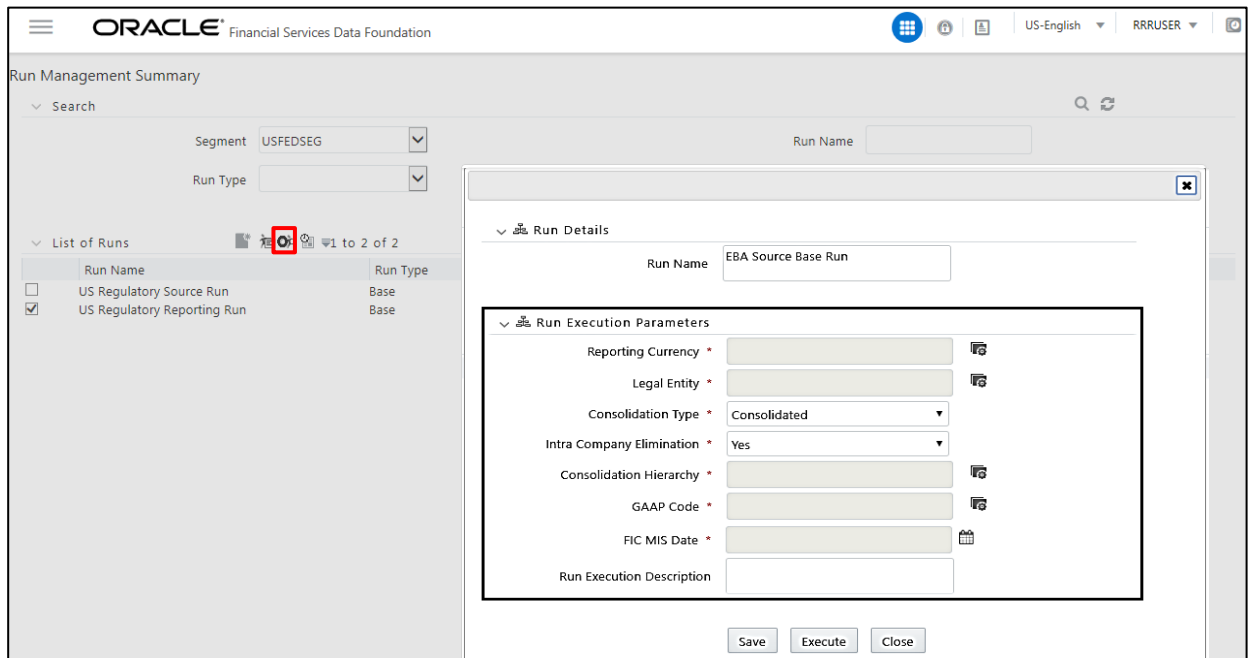 ORACLE® Financial Services Data Foundation
US-English
RRRUSER
Run Management Summary
Search
Segment USFEDSEG
Run Name
Run Type
List of Runs
1 to 2 of 2
Run Name Run Type
US Regulatory Source Run Base
US Regulatory Reporting Run Base
Run Details
Run Name EBA Source Base Run
Run Execution Parameters
Reporting Currency *
Legal Entity *
Consolidation Type * Consolidated
Intra Company Elimination * Yes
Consolidation Hierarchy *
GAAP Code *
FIC MIS Date *
Run Execution Description
Save Execute Close